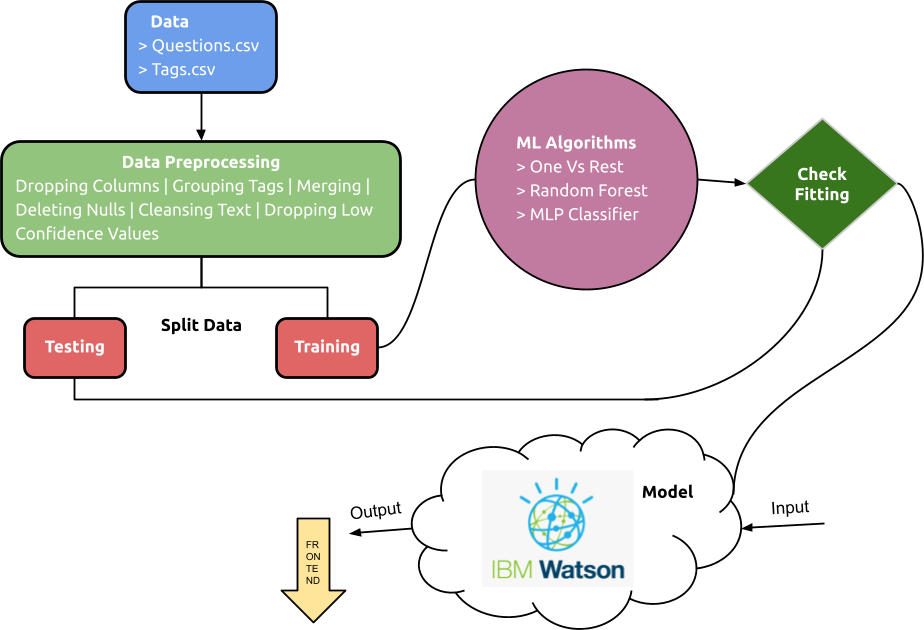 Data
> Questions.csv
> Tags.csv
Data Preprocessing
Dropping Columns | Grouping Tags | Merging |
Deleting Nulls | Cleansing Text | Dropping Low
Confidence Values
Split Data
Testing
Training
ML Algorithms
> One Vs Rest
> Random Forest
> MLP Classifier
Check
Fitting
Model
IBM Watson
Input
Output
FR
ON
TE
ND